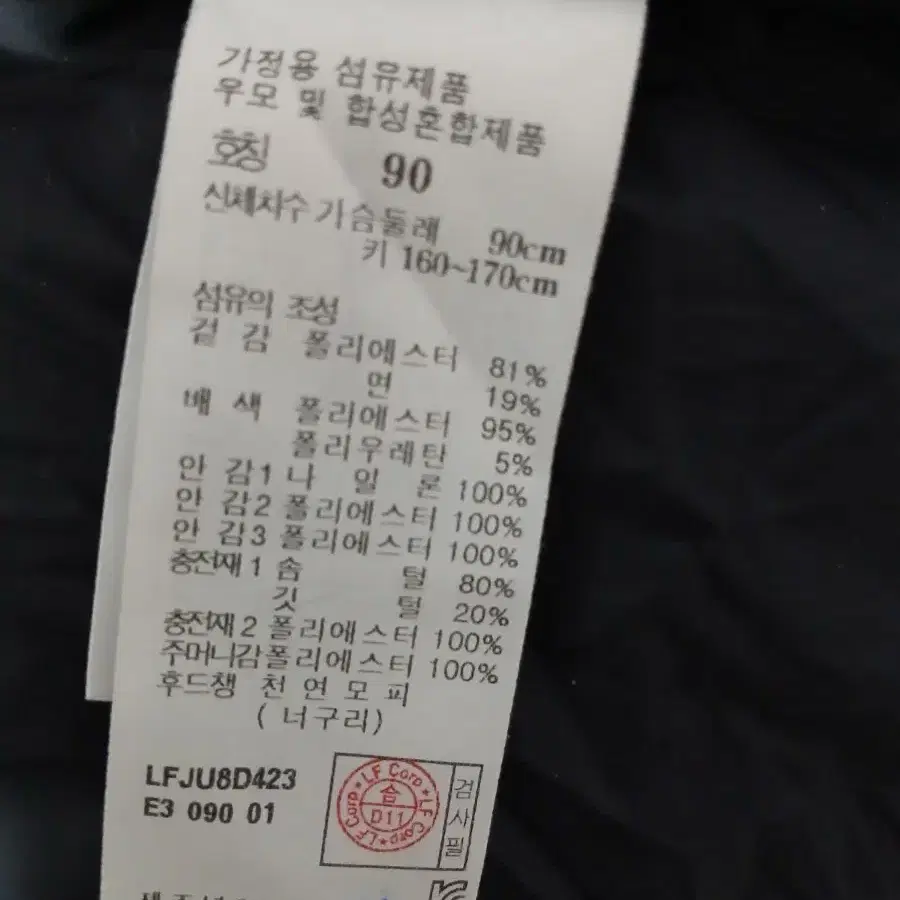 가정용 섬유제품
우모 및 합성혼합제품
호칭 90
신체치수 가슴둘레 90cm
키 160~170cm
섬유의 조성
겉 감 폴리에스터 81%
면 19%
배 색 폴리에스터 95%
폴리우레탄 5%
안 감1 나 일 론 100%
안 감2 폴리에스터 100%
안 감3 폴리에스터 100%
충전재1 솜 털 80%
깃 털 20%
충전재2 폴리에스터 100%
주머니감폴리에스터 100%
후드챙 천 연 모 피
(너구리)
LFJU8D423
E3 090 01
LF Corp LF Corp LF Corp
솜
D11
검사필